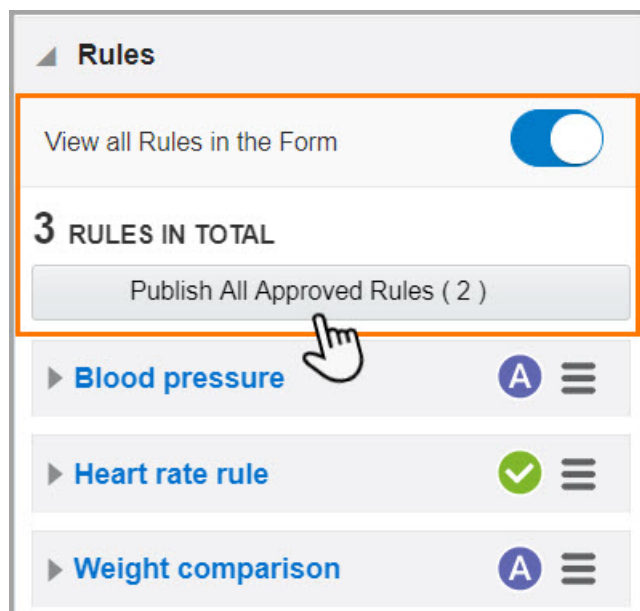 Rules
View all Rules in the Form
3 RULES IN TOTAL
Publish All Approved Rules ( 2 )
Blood pressure A
Heart rate rule
Weight comparison A